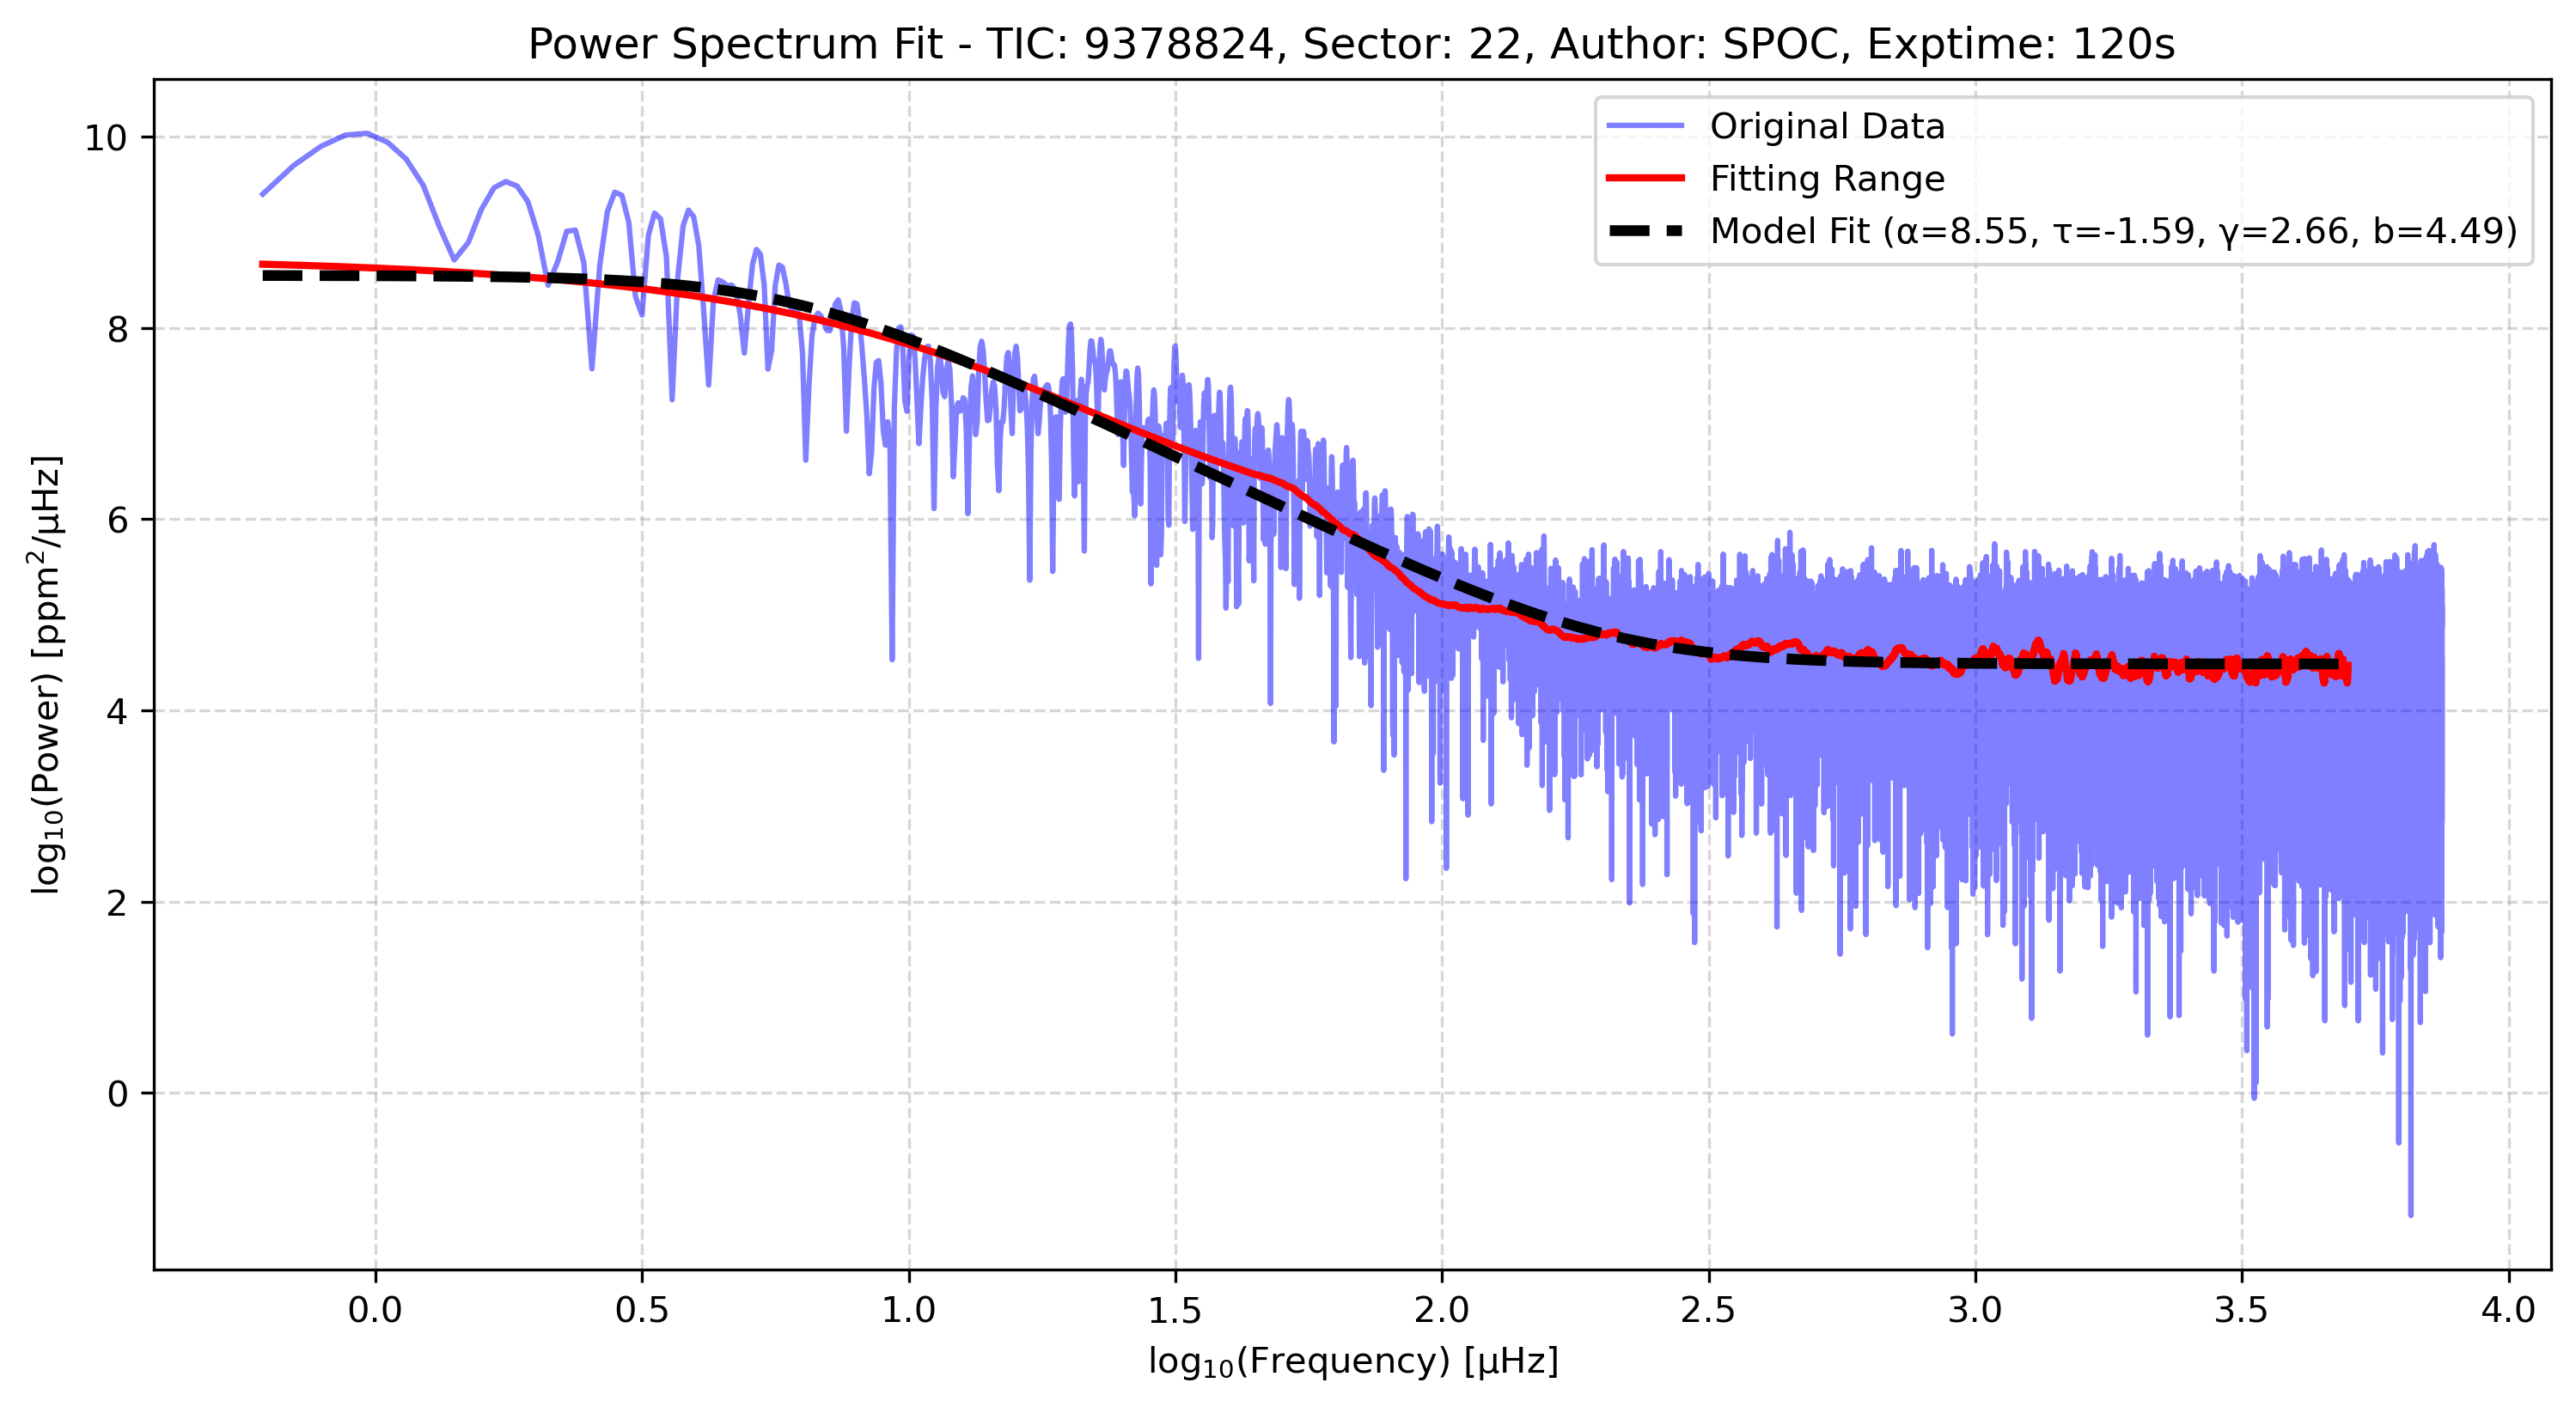 Power Spectrum Fit - TIC: 9378824, Sector: 22, Author: SPOC, Exptime: 120s
Original Data
Fitting Range
Model Fit (α=8.55, τ=-1.59, γ=2.66, b=4.49)
log₁₀(Power) [ppm²/μHz]
10
8
6
4
2
0
0.0 0.5 1.0 1.5 2.0 2.5 3.0 3.5 4.0
log₁₀(Frequency) [μHz]